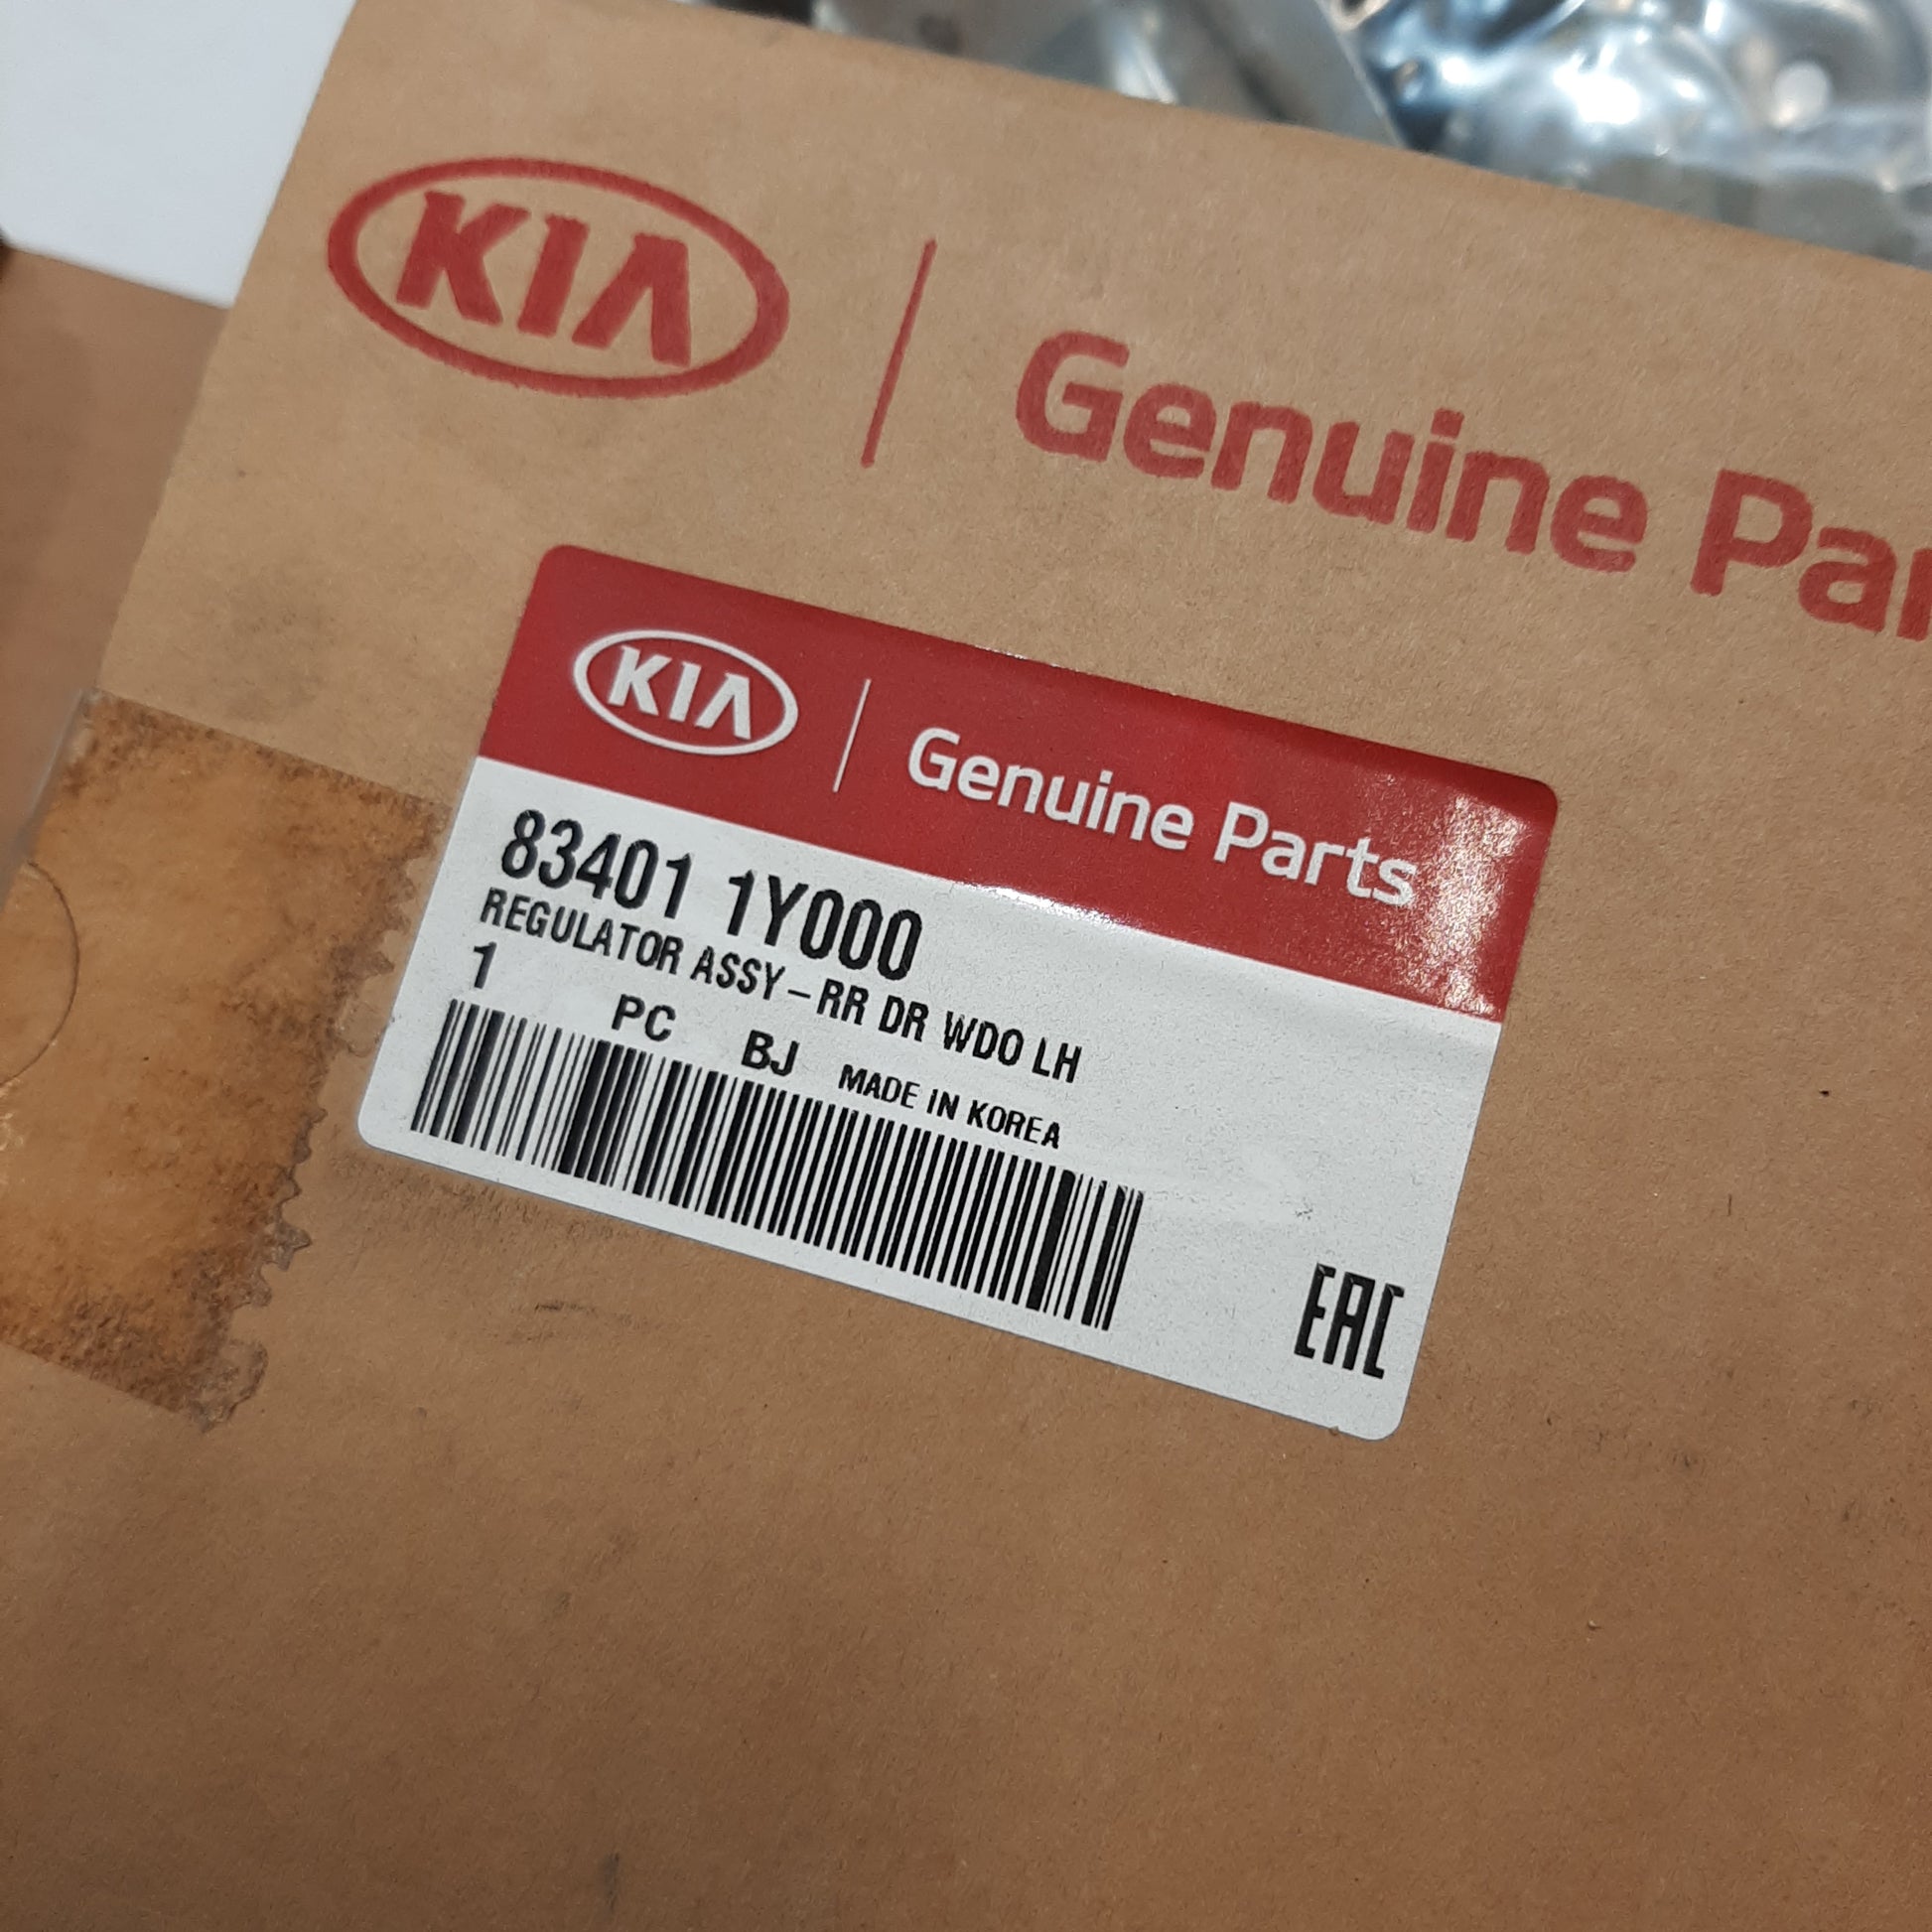 KIA | Genuine Par
KIA | Genuine Parts
83401 1Y000
REGULATOR ASSY-RR DR WDO LH
1 PC BJ MADE IN KOREA
EAC